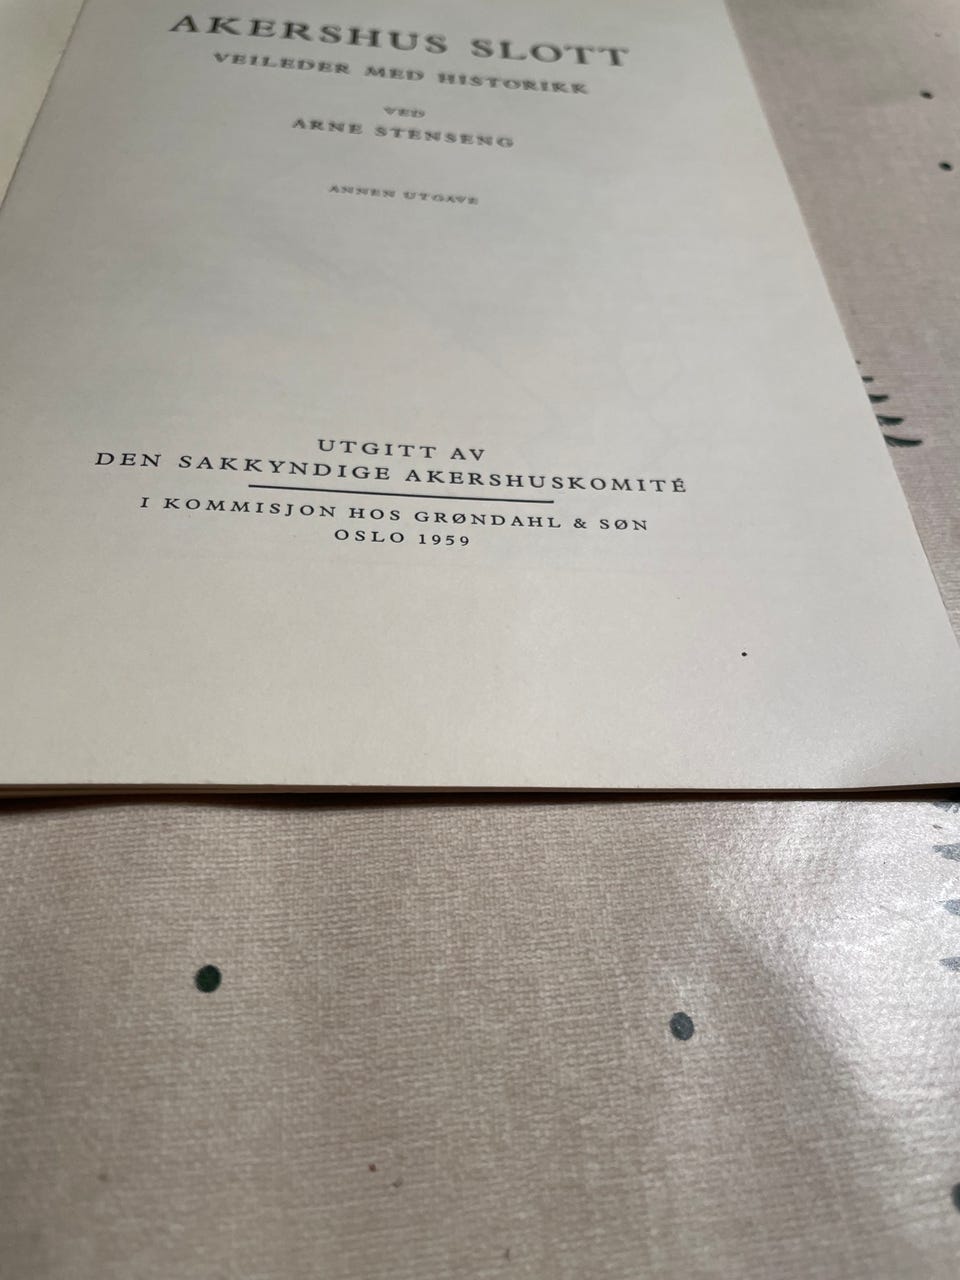 AKERSHUS SLOTT
VEILEDER MED HISTORIKK
VED
ARNE STENSENG
ANNEN UTGAVE
UTGITT AV
DEN SAKKYNDIGE AKERSHUSKOMITÉ
I KOMMISJON HOS GRØNDAHL & SØN
OSLO 1959